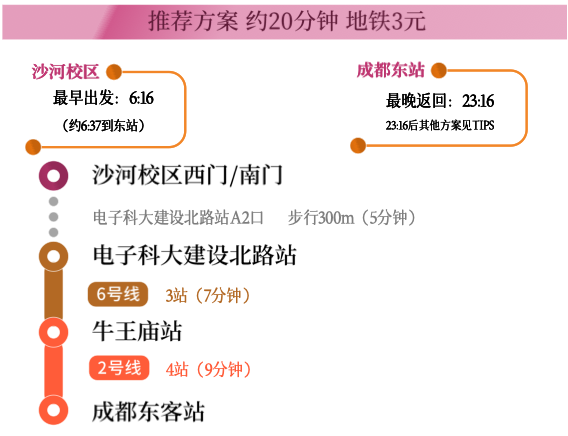 推荐方案 约20分钟 地铁3元
沙河校区
最早出发：6:16
（约6:37到东站）
成都东站
最晚返回：23:16
23:16后其他方案见TIPS
沙河校区西门/南门
电子科大建设北路站A2口 步行300m（5分钟）
电子科大建设北路站
6号线 3站（7分钟）
牛王庙站
2号线 4站（9分钟）
成都东客站